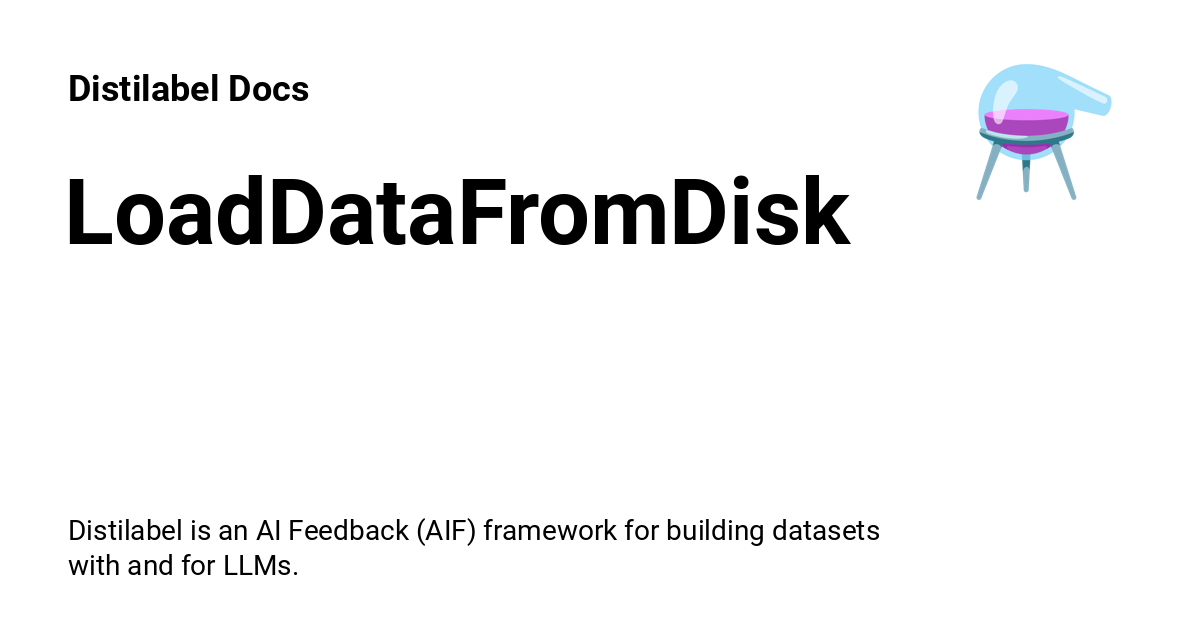 Distilabel Docs
LoadDataFromDisk
Distilabel is an AI Feedback (AIF) framework for building datasets
with and for LLMs.